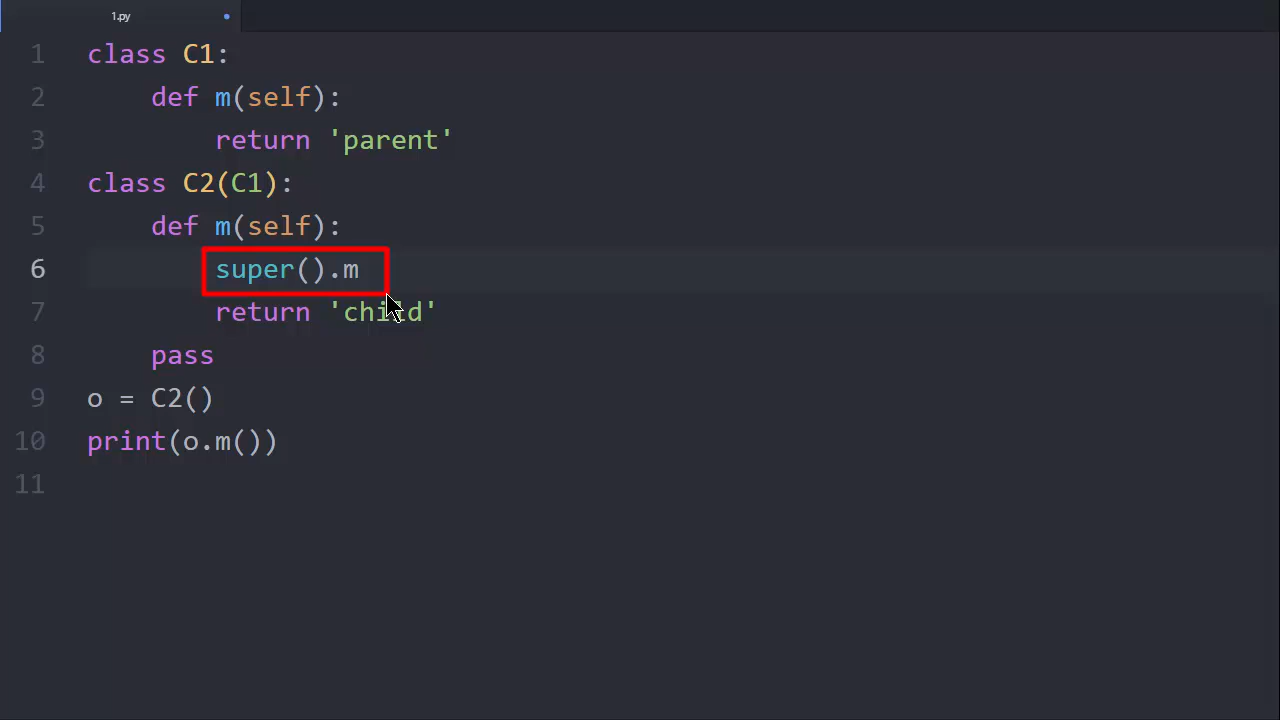 1.py
1 class C1:
2     def m(self):
3         return 'parent'
4 class C2(C1):
5     def m(self):
6         super().m
7         return 'child'
8     pass
9 o = C2()
10 print(o.m())
11